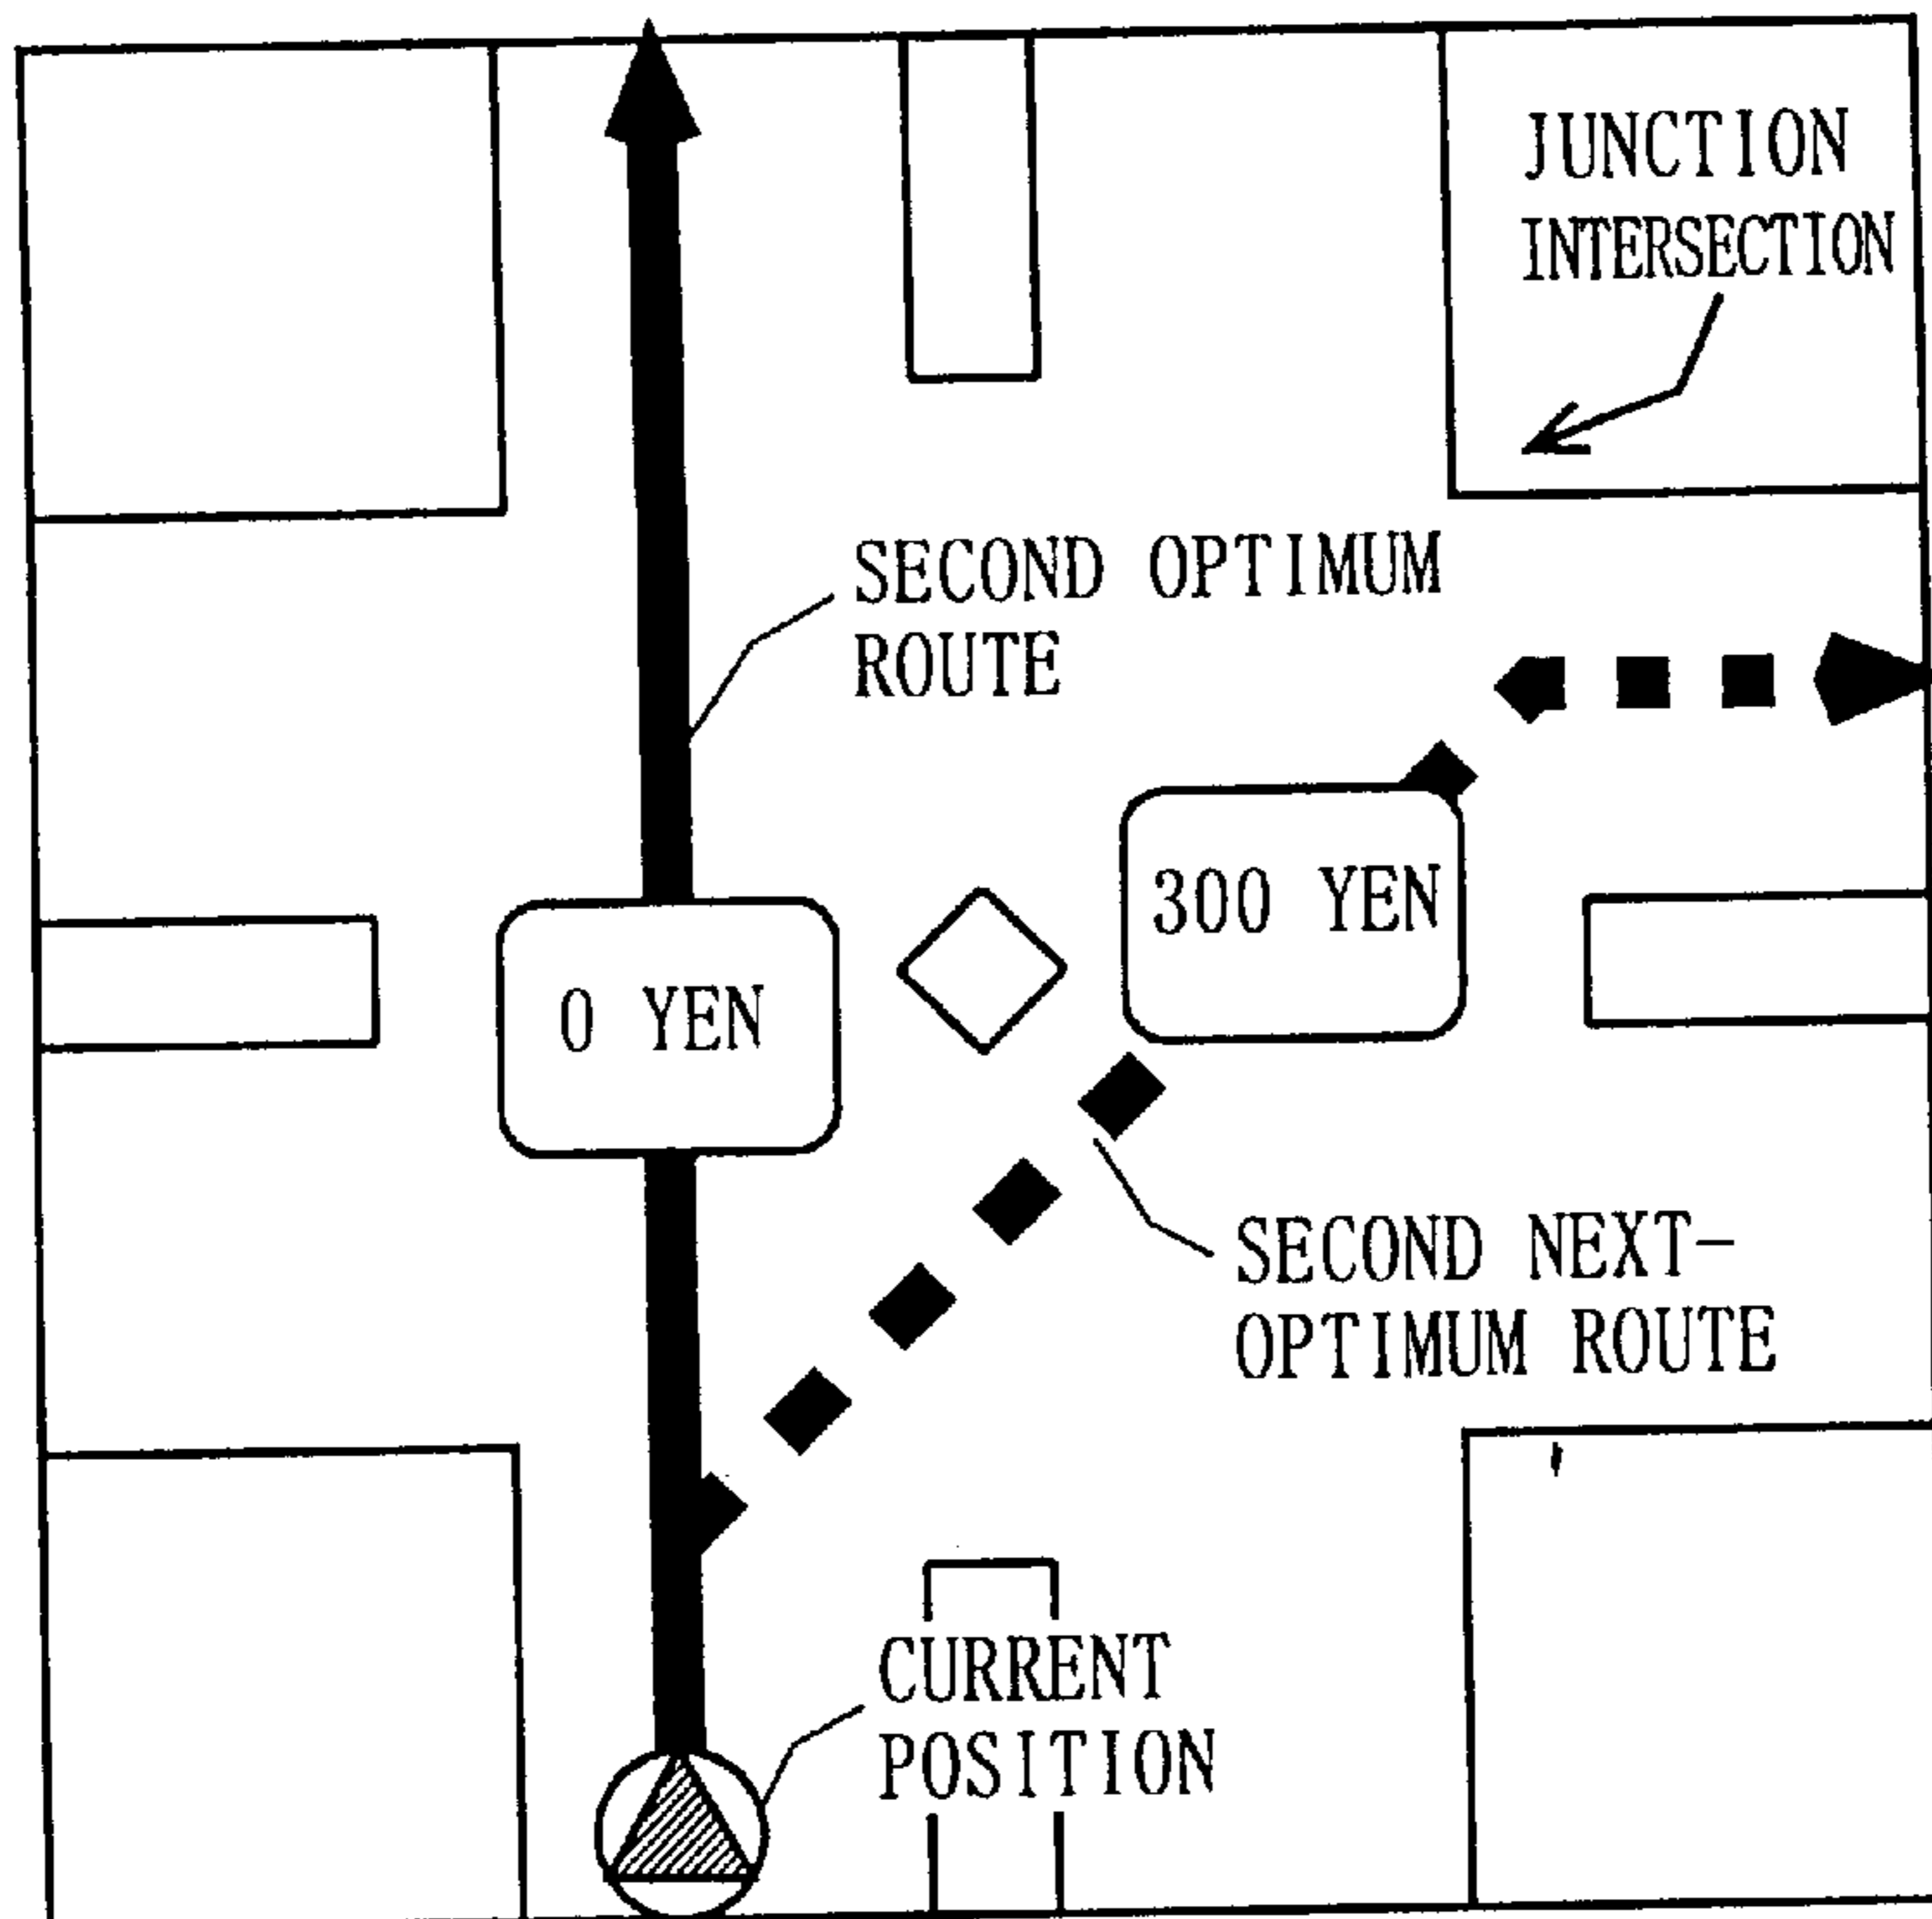 JUNCTION
INTERSECTION
SECOND OPTIMUM
ROUTE
300 YEN
0 YEN
SECOND NEXT-
OPTIMUM ROUTE
CURRENT
POSITION